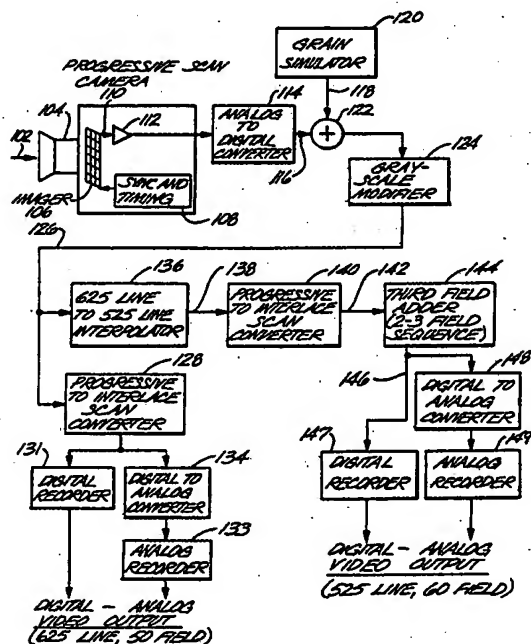 120
GRAIN
SIMULATOR
PROGRESSIVE SCAN
CAMERA
110
118
104
112
114
ANALOG
TO
DIGITAL
CONVERTER
122
102
116
124
IMAGER
106
SYNC AND
TIMING
108
GRAY-
SCALE
MODIFIER
126
136
625 LINE
TO 525 LINE
INTERPOLATOR
138
140
PROGRESSIVE
TO INTERLACE
SCAN
CONVERTER
142
144
THIRD FIELD
ADDER
(2-3 FIELD
SEQUENCE)
128
PROGRESSIVE
TO INTERLACE
SCAN
CONVERTER
146
148
DIGITAL TO
ANALOG
CONVERTER
131
DIGITAL
RECORDER
134
DIGITAL TO
ANALOG
CONVERTER
147
DIGITAL
RECORDER
149
ANALOG
RECORDER
133
ANALOG
RECORDER
DIGITAL - ANALOG
VIDEO OUTPUT
(525 LINE, 60 FIELD)
DIGITAL - ANALOG
VIDEO OUTPUT
(625 LINE, 50 FIELD)